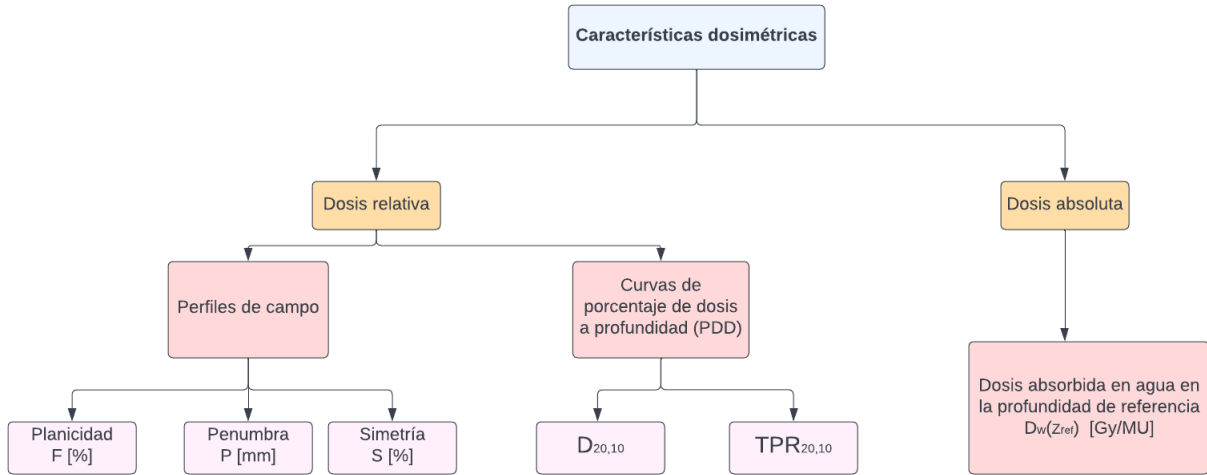 Características dosimétricas
Dosis relativa
Dosis absoluta
Perfiles de campo
Curvas de
porcentaje de dosis
a profundidad (PDD)
Dosis absorbida en agua en
la profundidad de referencia
Dw(Zref) [Gy/MU]
Planicidad
F [%]
Penumbra
P [mm]
Simetría
S [%]
D20,10
TPR20,10